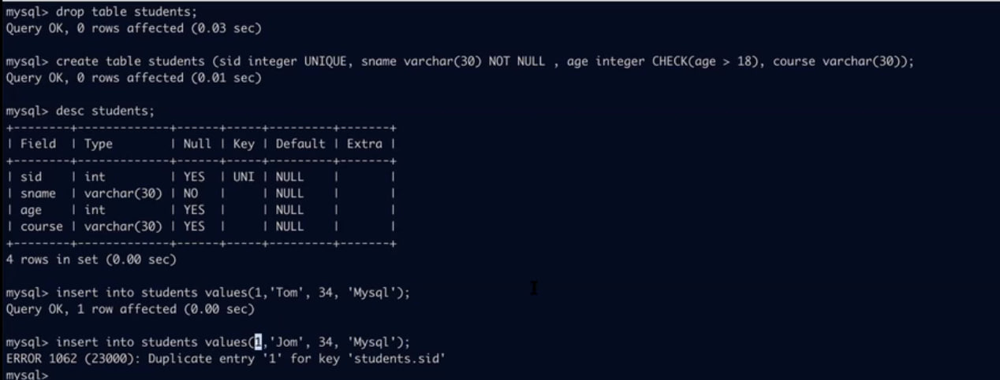 mysql> drop table students;
Query OK, 0 rows affected (0.03 sec)
mysql> create table students (sid integer UNIQUE, sname varchar(30) NOT NULL , age integer CHECK(age > 18), course varchar(30));
Query OK, 0 rows affected (0.01 sec)
mysql> desc students;
+--------+-------------+------+-----+---------+-------+
| Field  | Type        | Null | Key | Default | Extra |
+--------+-------------+------+-----+---------+-------+
| sid    | int         | YES  | UNI | NULL    |       |
| sname  | varchar(30) | NO   |     | NULL    |       |
| age    | int         | YES  |     | NULL    |       |
| course | varchar(30) | YES  |     | NULL    |       |
+--------+-------------+------+-----+---------+-------+
4 rows in set (0.00 sec)
mysql> insert into students values(1,'Tom', 34, 'Mysql');
Query OK, 1 row affected (0.00 sec)
mysql> insert into students values(1,'Jom', 34, 'Mysql');
ERROR 1062 (23000): Duplicate entry '1' for key 'students.sid'
mysql>